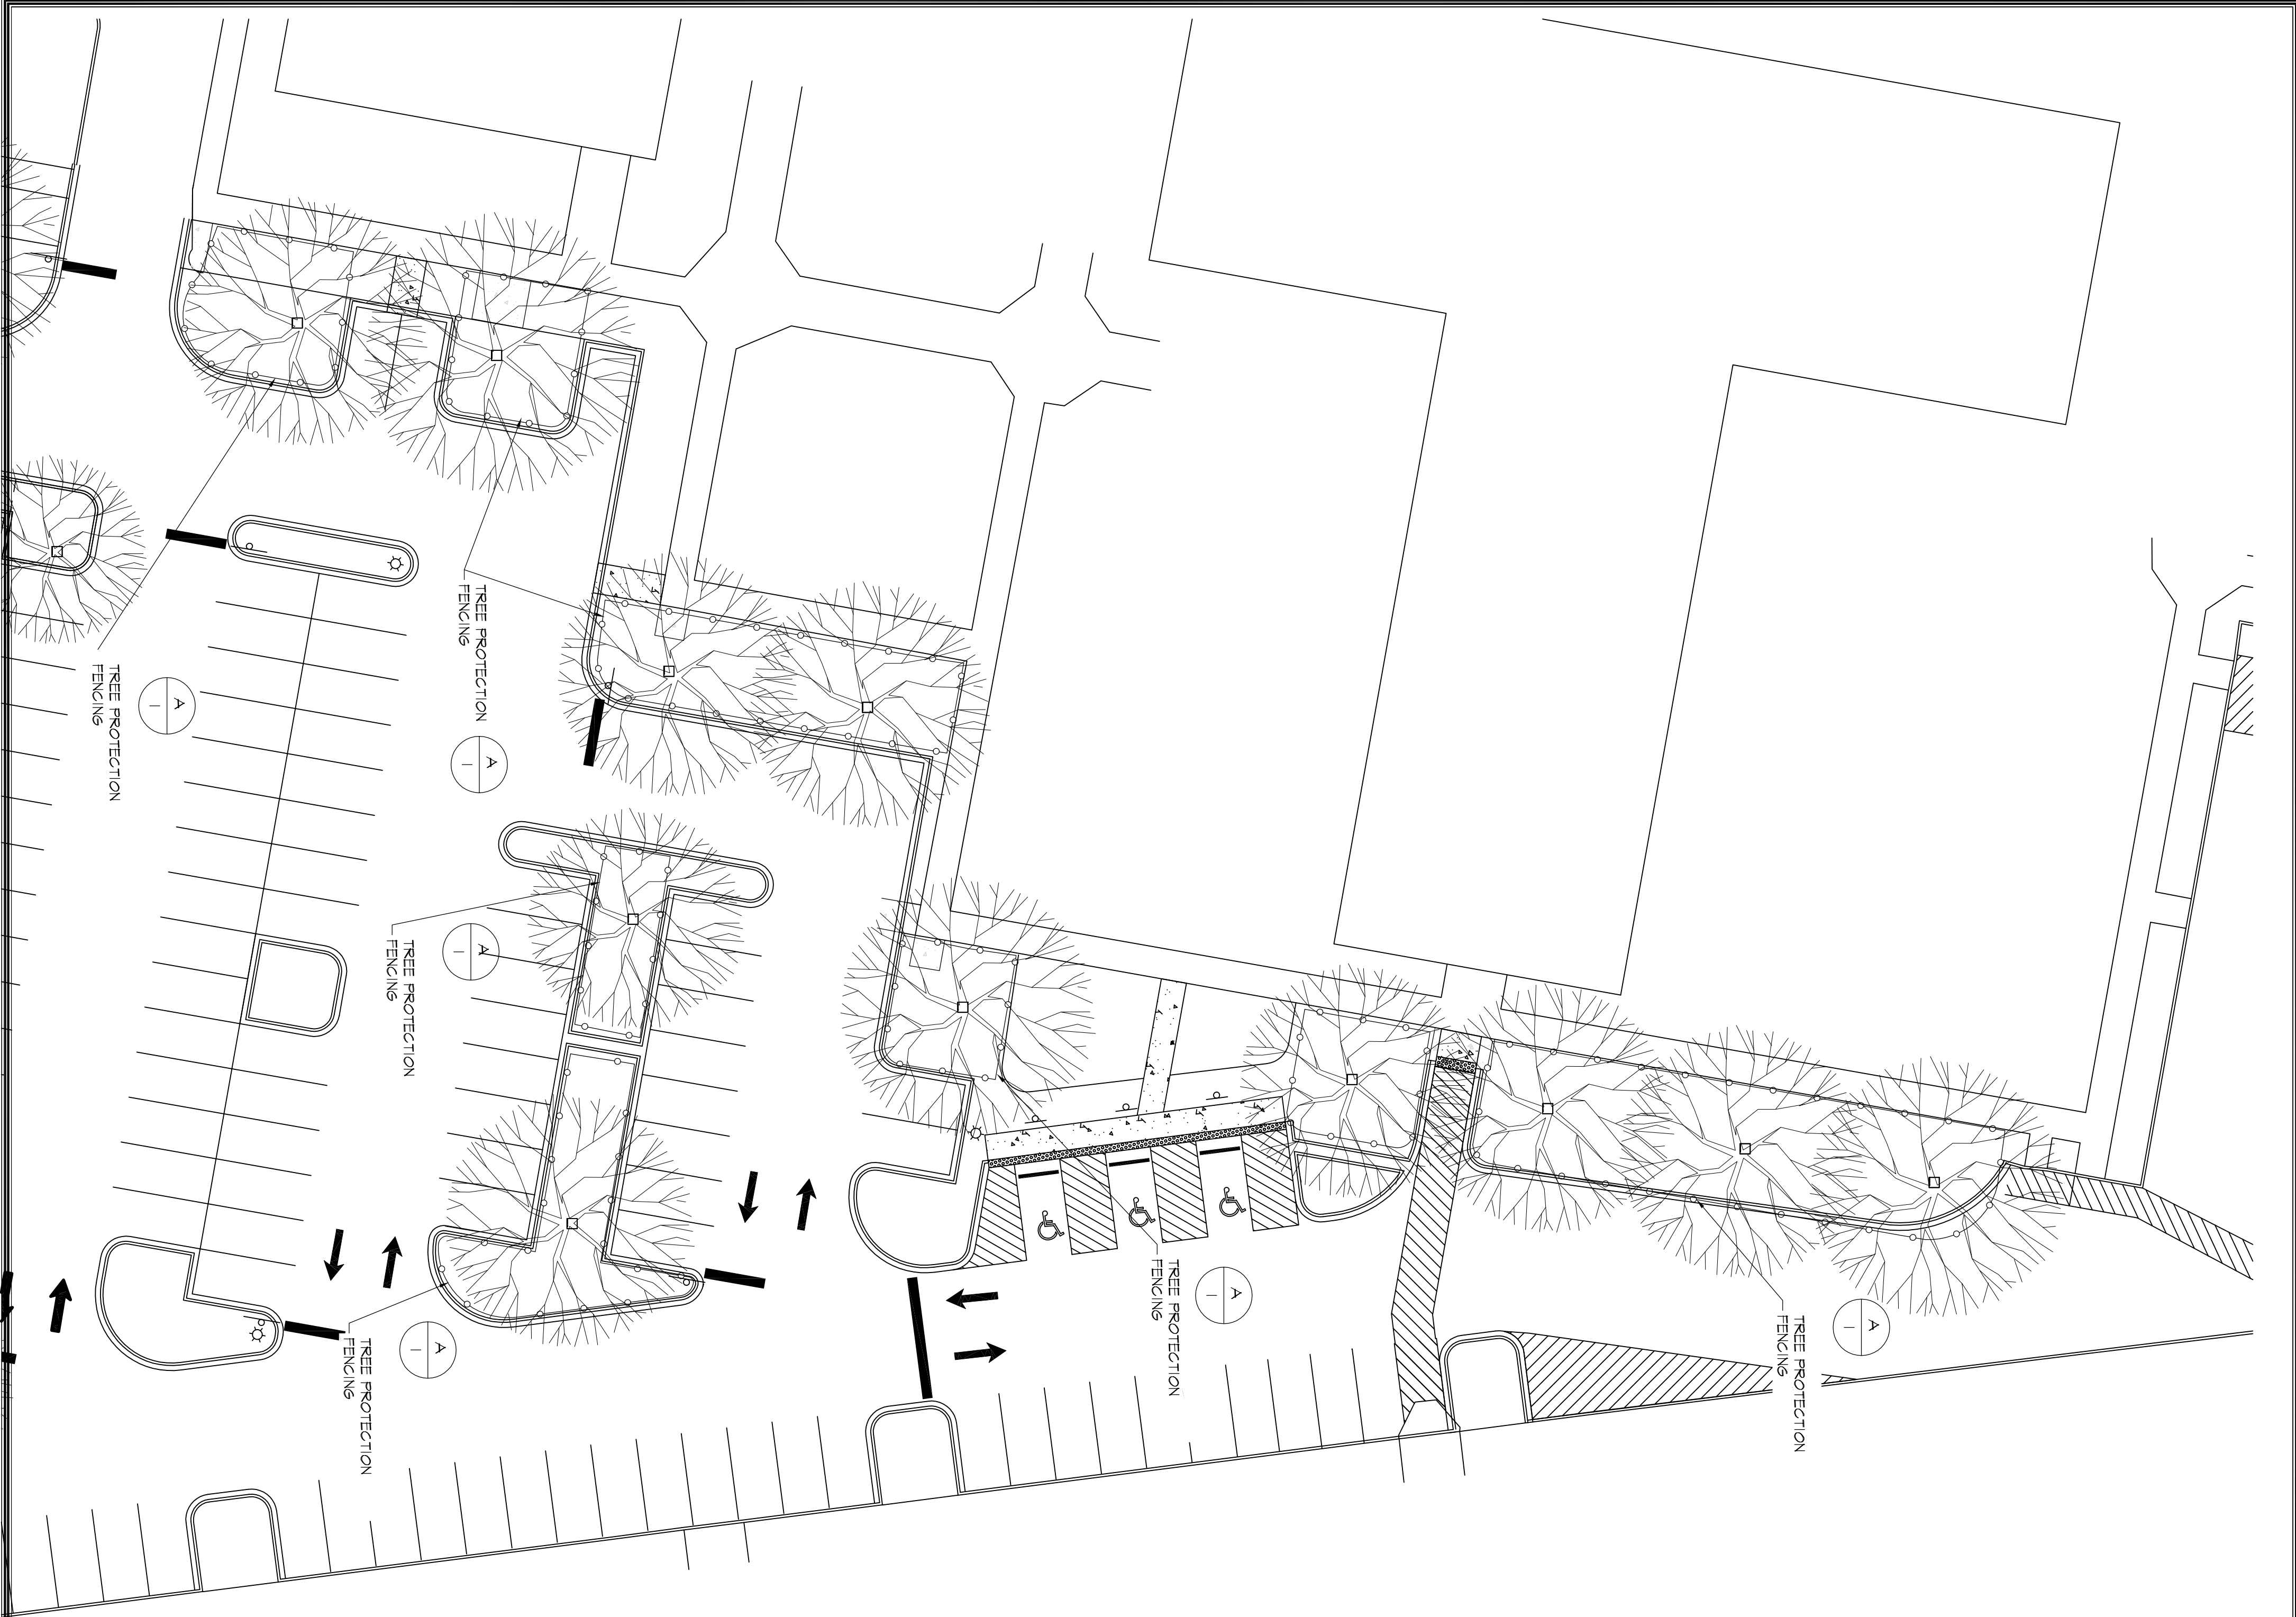 TREE PROTECTION
FENCING
A
–
TREE PROTECTION
FENCING
A
–
TREE PROTECTION
FENCING
A
–
TREE PROTECTION
FENCING
A
–
TREE PROTECTION
FENCING
A
–
TREE PROTECTION
FENCING
A
–